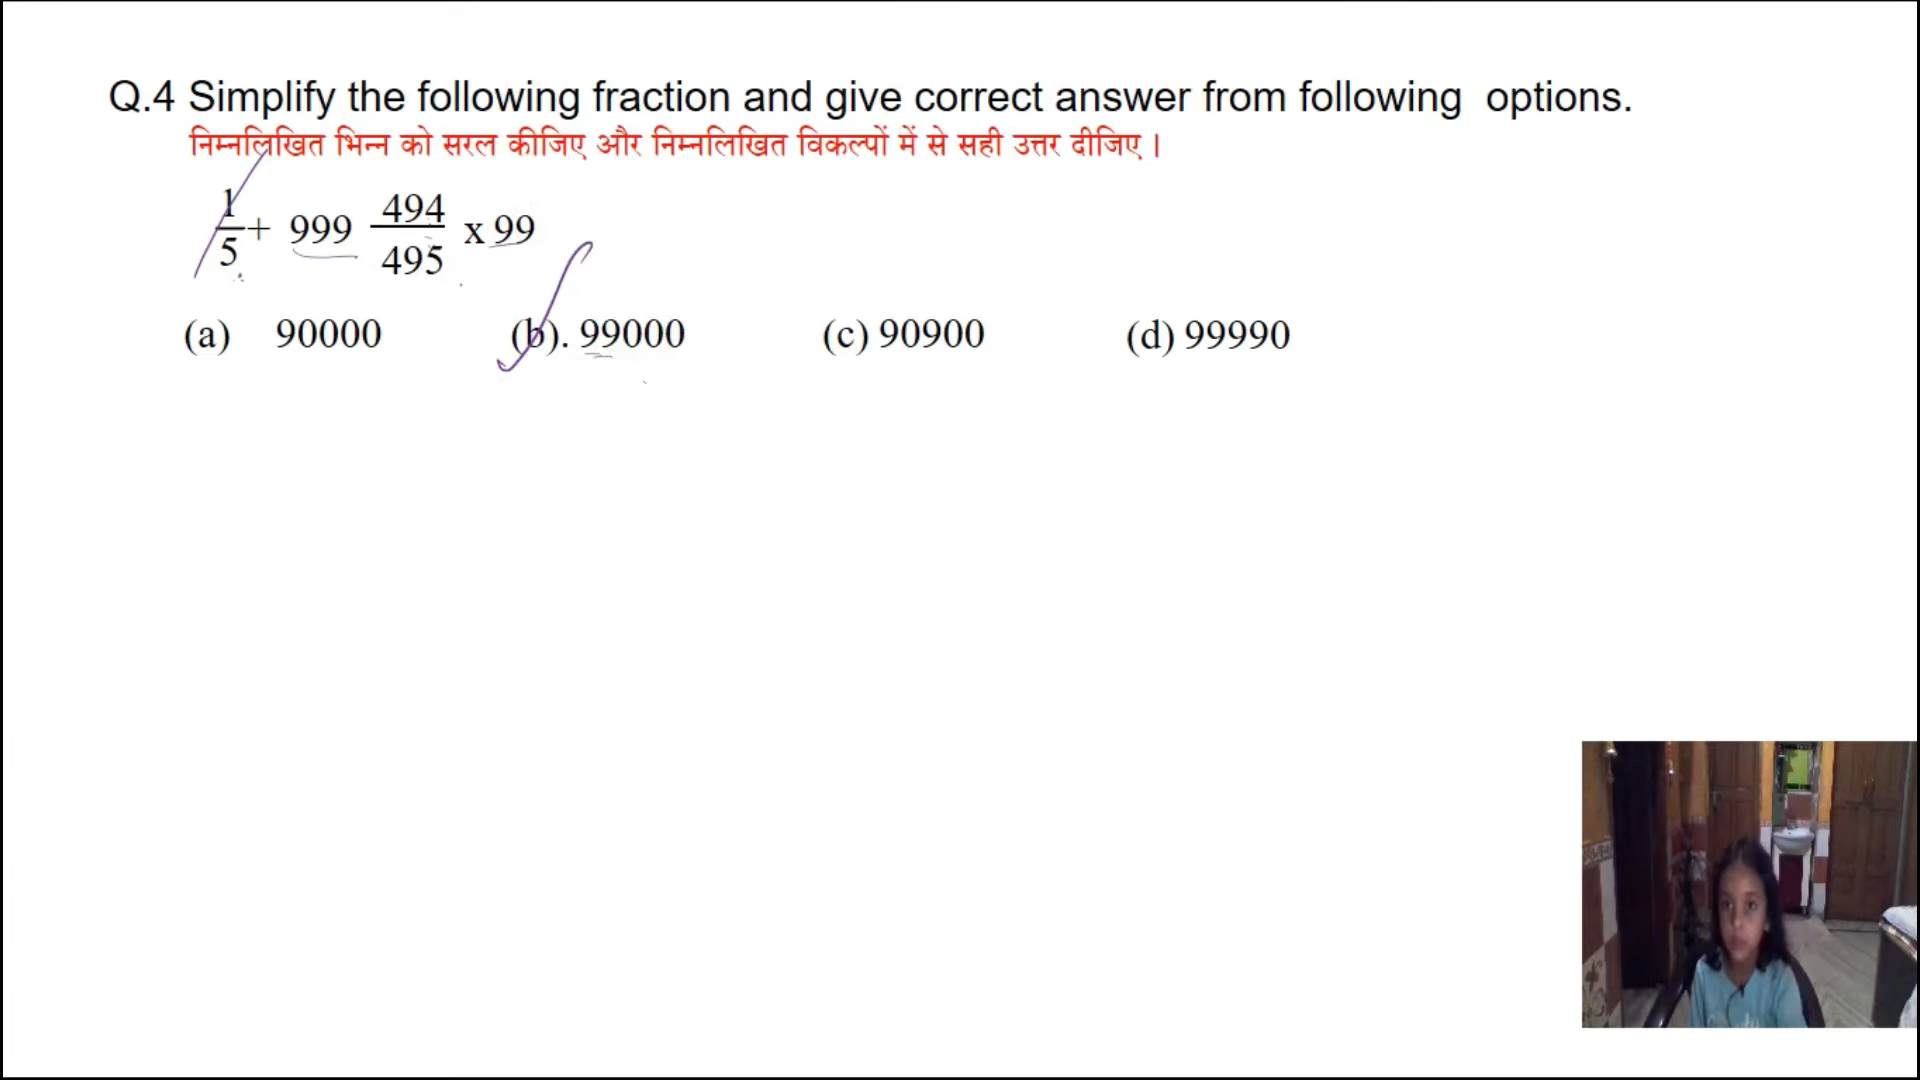 Q.4 Simplify the following fraction and give correct answer from following options.
निम्नलिखित भिन्न को सरल कीजिए और निम्नलिखित विकल्पों में से सही उत्तर दीजिए ।
1/5 + 999 494/495 x 99
(a) 90000 (b). 99000 (c) 90900 (d) 99990